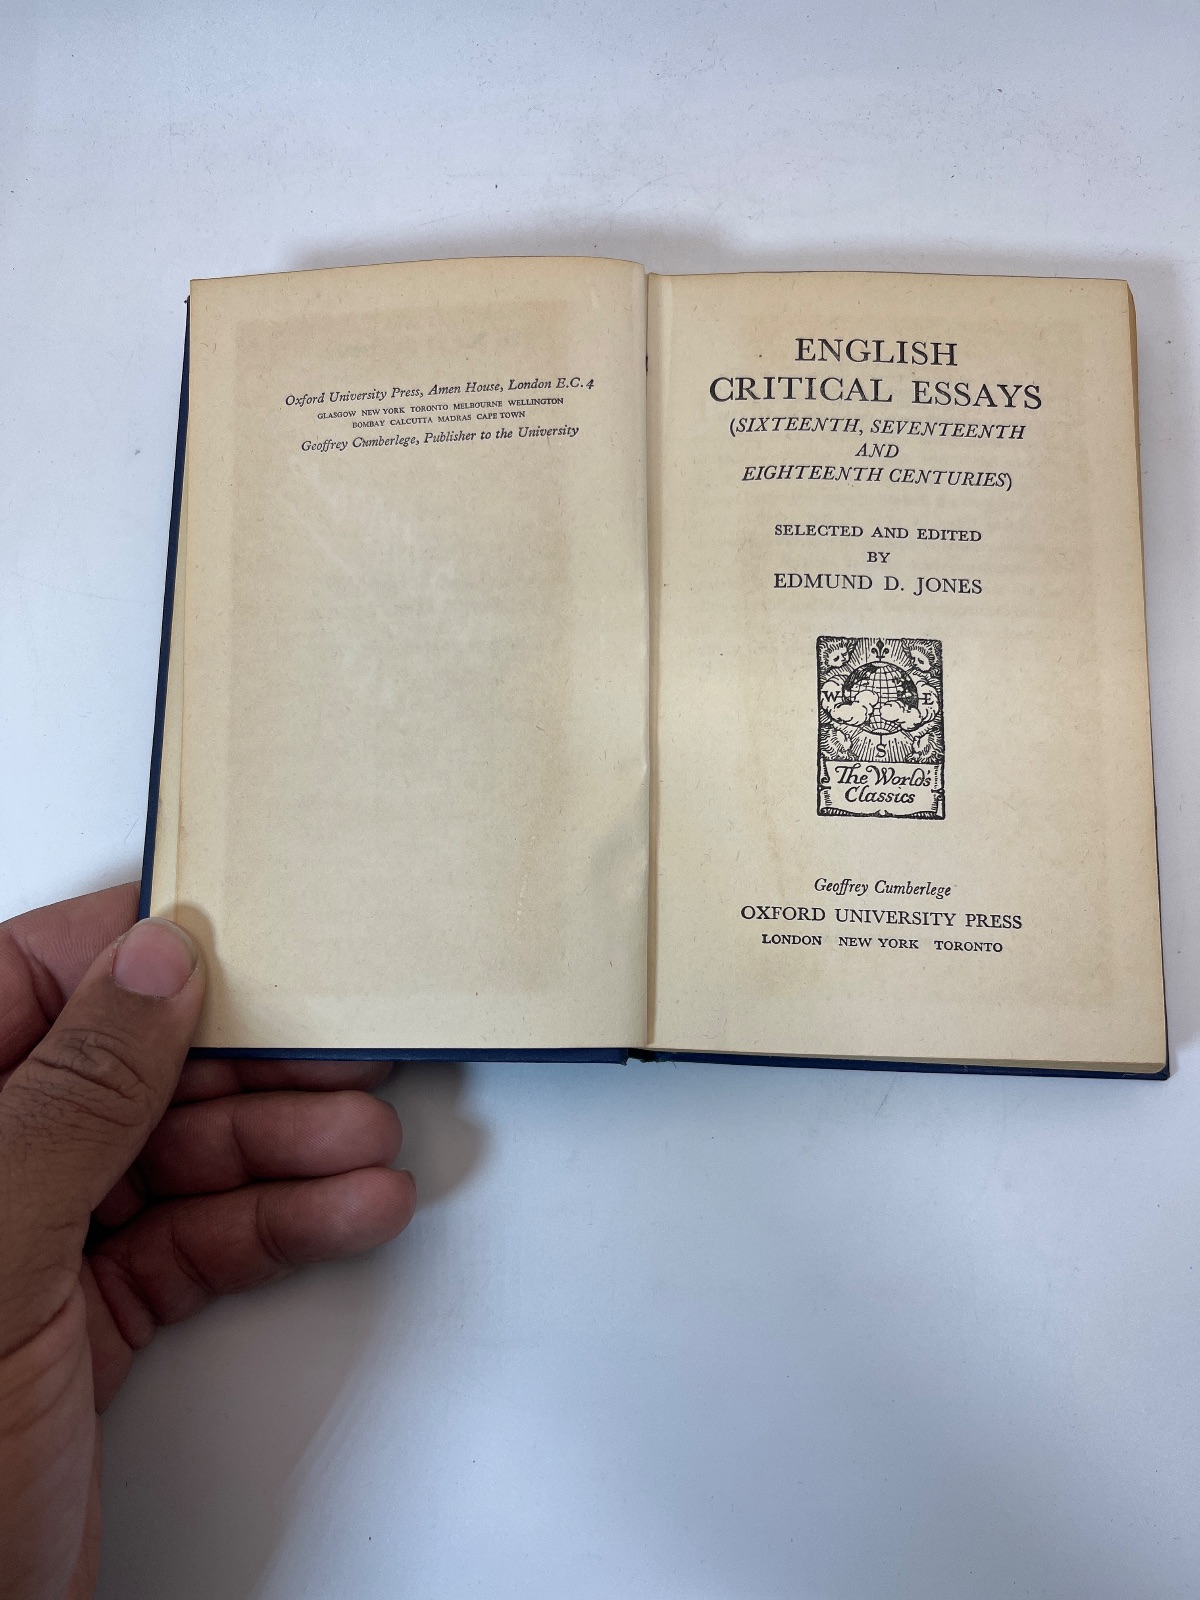 Oxford University Press, Amen House, London E.C.4
GLASGOW NEW YORK TORONTO MELBOURNE WELLINGTON
BOMBAY CALCUTTA MADRAS CAPE TOWN
Geoffrey Cumberlege, Publisher to the University
ENGLISH
CRITICAL ESSAYS
(SIXTEENTH, SEVENTEENTH
AND
EIGHTEENTH CENTURIES)
SELECTED AND EDITED
BY
EDMUND D. JONES
W E
S
The World's
Classics
Geoffrey Cumberlege
OXFORD UNIVERSITY PRESS
LONDON NEW YORK TORONTO